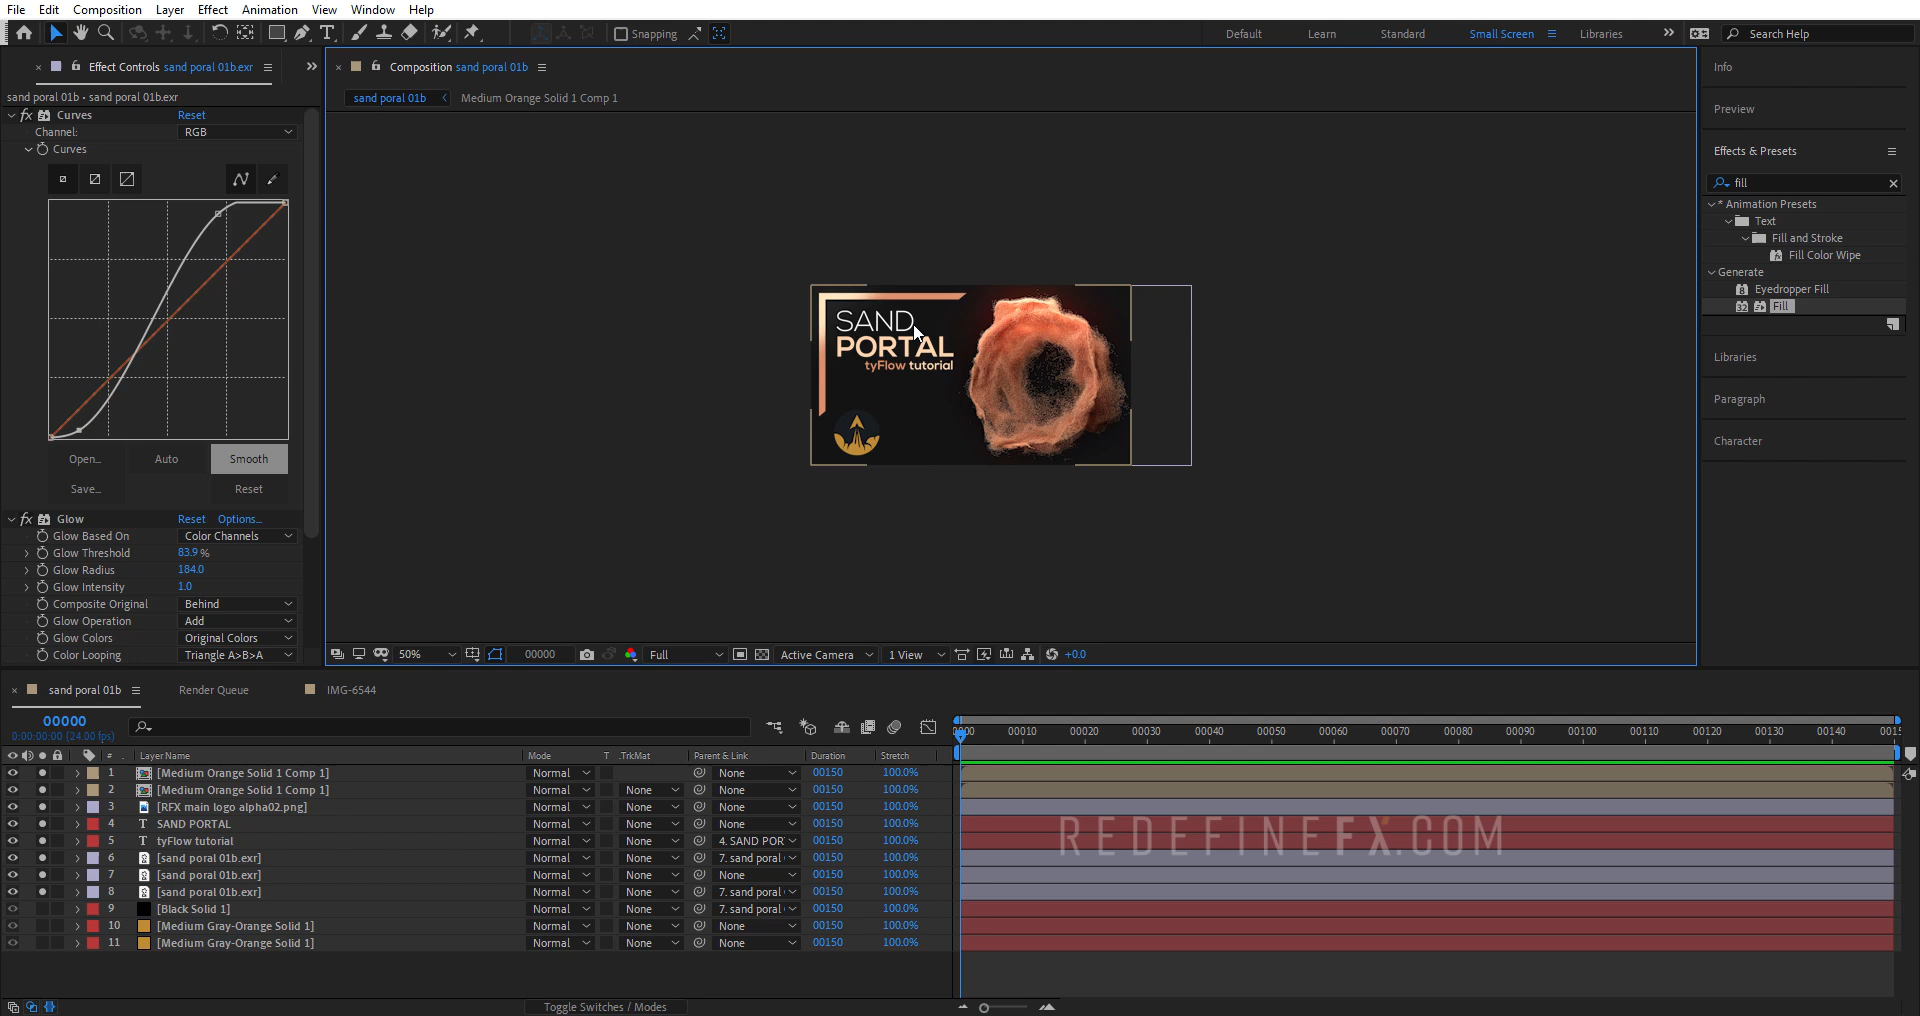 File Edit Composition Layer Effect Animation View Window Help
Snapping
Default Learn Standard Small Screen Libraries Search Help
Effect Controls sand poral 01b.exr
sand poral 01b • sand poral 01b.exr
fx Curves Reset
Channel: RGB
Curves
Open... Auto Smooth
Save... Reset
fx Glow Reset Options...
Glow Based On Color Channels
Glow Threshold 83.9 %
Glow Radius 184.0
Glow Intensity 1.0
Composite Original Behind
Glow Operation Add
Glow Colors Original Colors
Color Looping Triangle A>B>A
Composition sand poral 01b
sand poral 01b Medium Orange Solid 1 Comp 1
SAND
PORTAL
tyFlow tutorial
50% 00000 Full Active Camera 1 View +0.0
Info
Preview
Effects & Presets
fill
* Animation Presets
Text
Fill and Stroke
Fill Color Wipe
Generate
Eyedropper Fill
32 Fill
Libraries
Paragraph
Character
sand poral 01b Render Queue IMG-6544
00000
0:00:00:00 (24.00 fps)
00010 00020 00030 00040 00050 00060 00070 00080 00090 00100 00110 00120 00130 00140
# Layer Name Mode T .TrkMat Parent & Link Duration Stretch
1 [Medium Orange Solid 1 Comp 1] Normal None 00150 100.0%
2 [Medium Orange Solid 1 Comp 1] Normal None None 00150 100.0%
3 [RFX main logo alpha02.png] Normal None None 00150 100.0%
4 T SAND PORTAL Normal None None 00150 100.0%
5 T tyFlow tutorial Normal None 4. SAND POR 00150 100.0%
6 [sand poral 01b.exr] Normal None 7. sand poral 00150 100.0%
7 [sand poral 01b.exr] Normal None None 00150 100.0%
8 [sand poral 01b.exr] Normal None 7. sand poral 00150 100.0%
9 [Black Solid 1] Normal None 7. sand poral 00150 100.0%
10 [Medium Gray-Orange Solid 1] Normal None None 00150 100.0%
11 [Medium Gray-Orange Solid 1] Normal None None 00150 100.0%
REDEFINEFX.COM
Toggle Switches / Modes